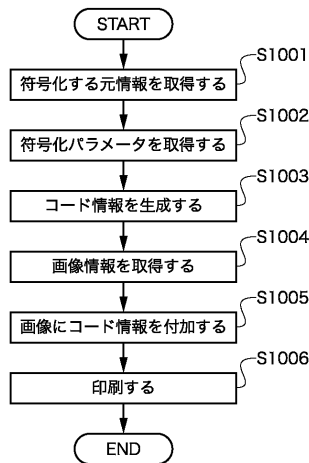 START
S1001
符号化する元情報を取得する
S1002
符号化パラメータを取得する
S1003
コード情報を生成する
S1004
画像情報を取得する
S1005
画像にコード情報を付加する
S1006
印刷する
END